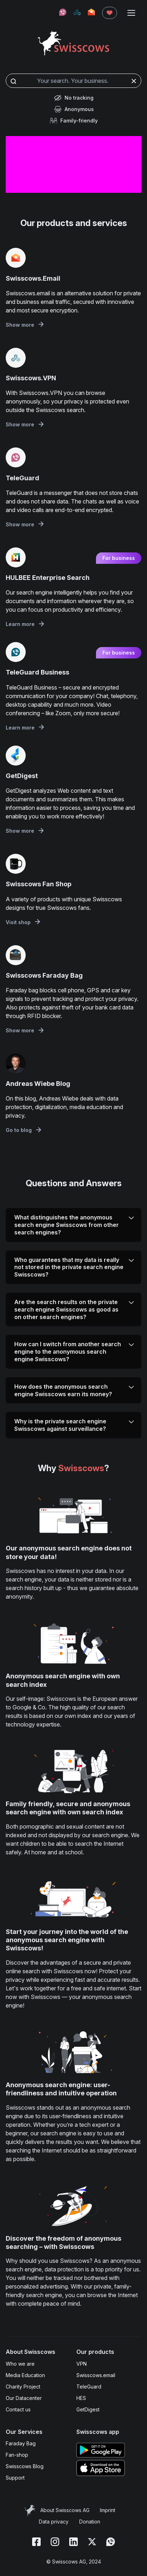 swisscows
Your search. Your business.
No tracking
Anonymous
Family-friendly
Our products and services
Swisscows.Email
Swisscows.email is an alternative solution for private
and business email traffic, secured with innovative
and most secure encryption.
Show more
Swisscows.VPN
With Swisscows.VPN you can browse
anonymously, so your privacy is protected even
outside the Swisscows search.
Show more
TeleGuard
TeleGuard is a messenger that does not store chats
and does not share data. The chats as well as voice
and video calls are end-to-end encrypted.
Show more
For business
HULBEE Enterprise Search
Our search engine intelligently helps you find your
documents and information wherever they are, so
you can focus on productivity and efficiency.
Learn more
For business
TeleGuard Business
TeleGuard Business – secure and encrypted
communication for your company! Chat, telephony,
desktop capability and much more. Video
conferencing – like Zoom, only more secure!
Learn more
GetDigest
GetDigest analyzes Web content and text
documents and summarizes them. This makes
information easier to process, saving you time and
enabling you to work more effectively!
Show more
Swisscows Fan Shop
A variety of products with unique Swisscows
designs for true Swisscows fans.
Visit shop
Swisscows Faraday Bag
Faraday bag blocks cell phone, GPS and car key
signals to prevent tracking and protect your privacy.
Also protects against theft of your bank card data
through RFID blocker.
Show more
Andreas Wiebe Blog
On this blog, Andreas Wiebe deals with data
protection, digitalization, media education and
privacy.
Go to blog
Questions and Answers
What distinguishes the anonymous
search engine Swisscows from other
search engines?
Who guarantees that my data is really
not stored in the private search engine
Swisscows?
Are the search results on the private
search engine Swisscows as good as
on other search engines?
How can I switch from another search
engine to the anonymous search
engine Swisscows?
How does the anonymous search
engine Swisscows earn its money?
Why is the private search engine
Swisscows against surveillance?
Why Swisscows?
Our anonymous search engine does not
store your data!
Swisscows has no interest in your data. In our
search engine, your data is neither stored nor is a
search history built up - thus we guarantee absolute
anonymity.
Anonymous search engine with own
search index
Our self-image: Swisscows is the European answer
to Google & Co. The high quality of our search
results is based on our own index and our years of
technology expertise.
Family friendly, secure and anonymous
search engine with own search index
Both pornographic and sexual content are not
indexed and not displayed by our search engine. We
want children to be able to search the Internet
safely. At home and at school.
Start your journey into the world of the
anonymous search engine with
Swisscows!
Discover the advantages of a secure and private
online search with Swisscows now! Protect your
privacy while experiencing fast and accurate results.
Let's work together for a free and safe internet. Start
now with Swisscows — your anonymous search
engine!
Anonymous search engine: user-
friendliness and intuitive operation
Swisscows stands out as an anonymous search
engine due to its user-friendliness and intuitive
operation. Whether you're a tech expert or a
beginner, our search engine is easy to use and
quickly delivers the results you want. We believe that
searching the Internet should be as straightforward
as possible.
Discover the freedom of anonymous
searching – with Swisscows
Why should you use Swisscows? As an anonymous
search engine, data protection is a top priority for us.
You will neither be tracked nor bothered with
personalized advertising. With our private, family-
friendly search engine, you can browse the Internet
with complete peace of mind.
About Swisscows
Who we are
Media Education
Charity Project
Our Datacenter
Contact us
Our products
VPN
Swisscows.email
TeleGuard
HES
GetDigest
Our Services
Faraday Bag
Fan-shop
Swisscows.Blog
Support
Swisscows app
GET IT ON
Google Play
Download on the
App Store
About Swisscows AG
Imprint
Data privacy
Donation
© Swisscows AG, 2024